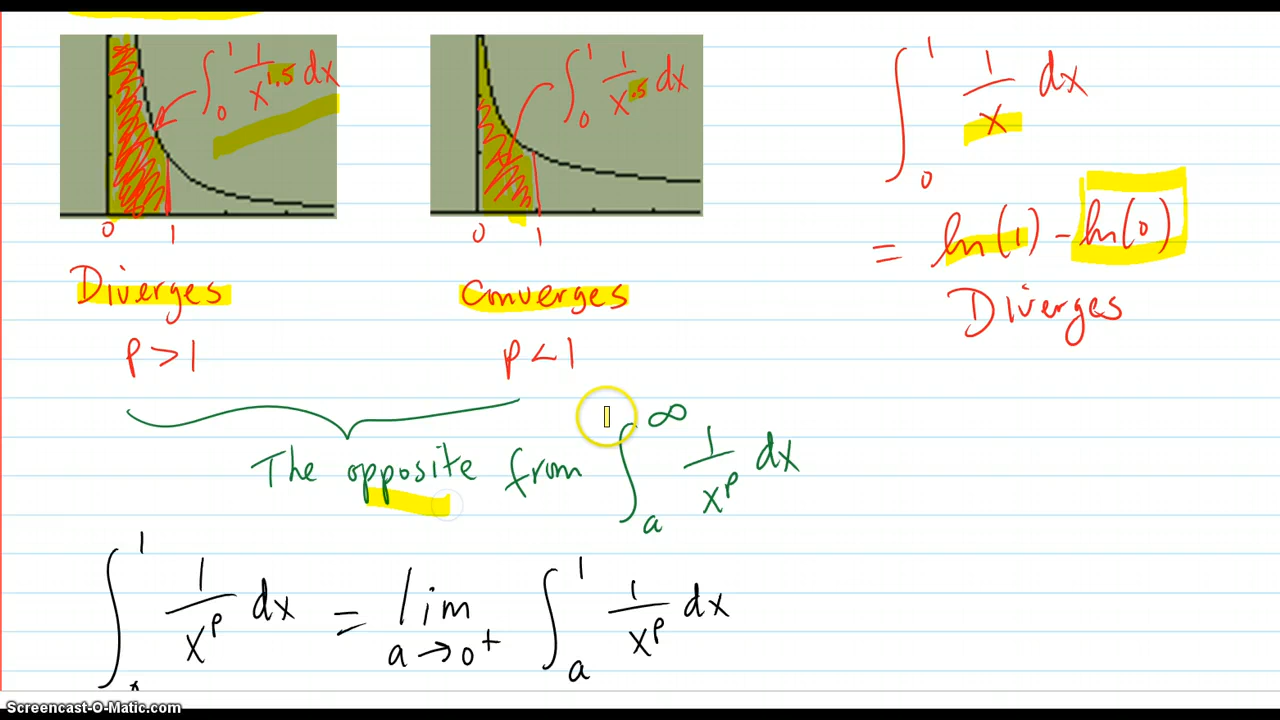 ∫₀¹ 1/x^1.5 dx
0 1
Diverges
p > 1
∫₀¹ 1/x^.5 dx
0 1
Converges
p < 1
∫₀¹ 1/x dx
= ln(1) - ln(0)
Diverges
The opposite from ∫ₐ^∞ 1/x^p dx
∫¹ 1/x^p dx = lim a→0⁺ ∫ₐ¹ 1/x^p dx
Screencast-O-Matic.com